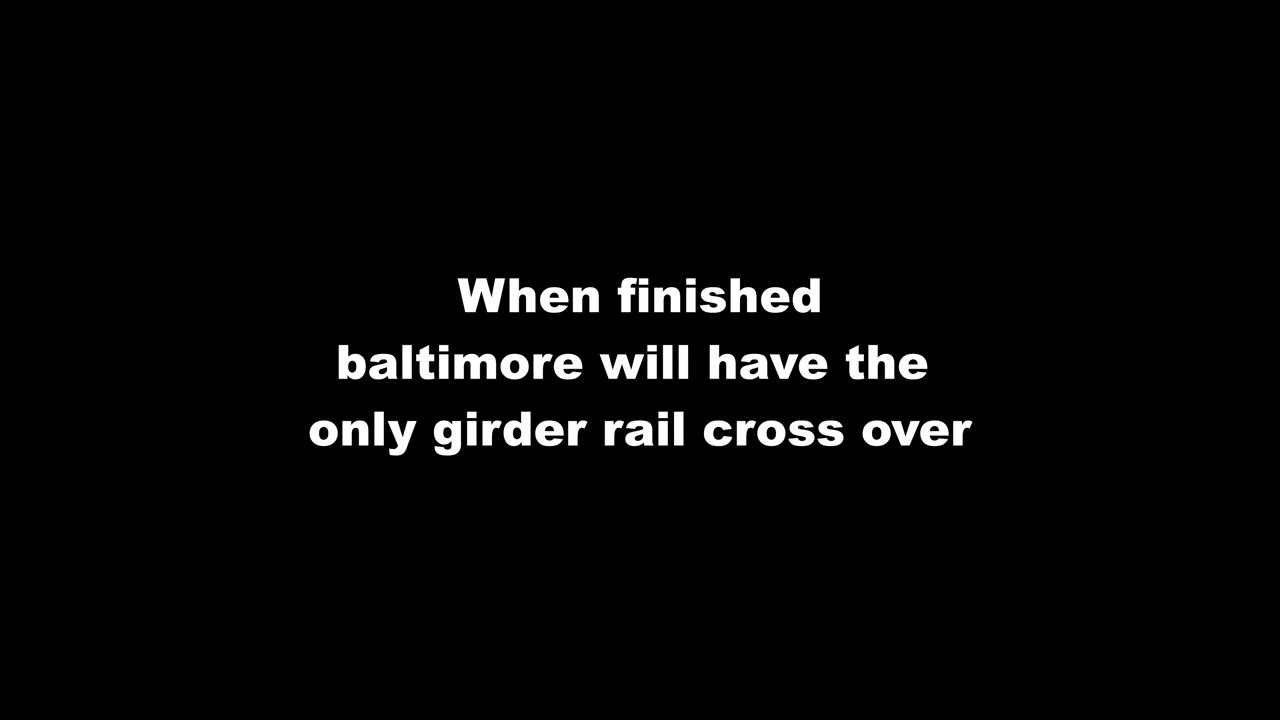 When finished
baltimore will have the
only girder rail cross over